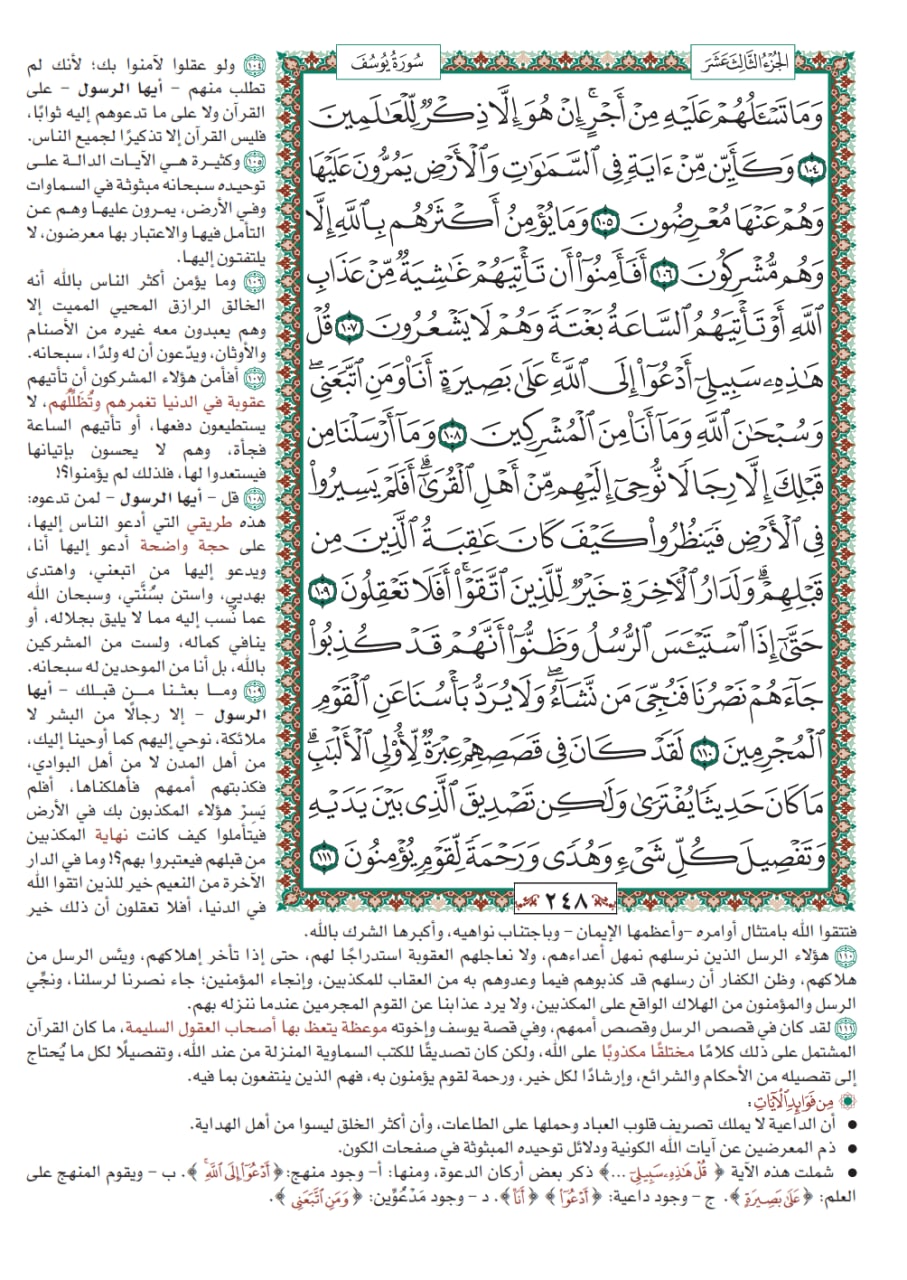 الجُزْءُ الثَّالِثَ عَشَرَ
سُورَةُ يُوسُفَ
وَمَا تَسْـَٔلُهُمْ عَلَيْهِ مِنْ أَجْرٍۚ إِنْ هُوَ إِلَّا ذِكْرٌ لِّلْعَٰلَمِينَ
١٠٤ وَكَأَيِّن مِّنْ ءَايَةٍ فِى ٱلسَّمَٰوَٰتِ وَٱلْأَرْضِ يَمُرُّونَ عَلَيْهَا
وَهُمْ عَنْهَا مُعْرِضُونَ ١٠٥ وَمَا يُؤْمِنُ أَكْثَرُهُم بِٱللَّهِ إِلَّا
وَهُم مُّشْرِكُونَ ١٠٦ أَفَأَمِنُوٓا۟ أَن تَأْتِيَهُمْ غَٰشِيَةٌ مِّنْ عَذَابِ
ٱللَّهِ أَوْ تَأْتِيَهُمُ ٱلسَّاعَةُ بَغْتَةً وَهُمْ لَا يَشْعُرُونَ ١٠٧ قُلْ
هَٰذِهِۦ سَبِيلِىٓ أَدْعُوٓا۟ إِلَى ٱللَّهِۚ عَلَىٰ بَصِيرَةٍ أَنَا۠ وَمَنِ ٱتَّبَعَنِىۖ
وَسُبْحَٰنَ ٱللَّهِ وَمَآ أَنَا۠ مِنَ ٱلْمُشْرِكِينَ ١٠٨ وَمَآ أَرْسَلْنَا مِن
قَبْلِكَ إِلَّا رِجَالًا نُّوحِىٓ إِلَيْهِم مِّنْ أَهْلِ ٱلْقُرَىٰٓۗ أَفَلَمْ يَسِيرُوا۟
فِى ٱلْأَرْضِ فَيَنظُرُوا۟ كَيْفَ كَانَ عَٰقِبَةُ ٱلَّذِينَ مِن
قَبْلِهِمْۗ وَلَدَارُ ٱلْـَٔاخِرَةِ خَيْرٌ لِّلَّذِينَ ٱتَّقَوْا۟ۚ أَفَلَا تَعْقِلُونَ ١٠٩
حَتَّىٰٓ إِذَا ٱسْتَيْـَٔسَ ٱلرُّسُلُ وَظَنُّوٓا۟ أَنَّهُمْ قَدْ كُذِبُوا۟
جَآءَهُمْ نَصْرُنَا فَنُجِّىَ مَن نَّشَآءُۖ وَلَا يُرَدُّ بَأْسُنَا عَنِ ٱلْقَوْمِ
ٱلْمُجْرِمِينَ ١١٠ لَقَدْ كَانَ فِى قَصَصِهِمْ عِبْرَةٌ لِّأُو۟لِى ٱلْأَلْبَٰبِۗ
مَا كَانَ حَدِيثًا يُفْتَرَىٰ وَلَٰكِن تَصْدِيقَ ٱلَّذِى بَيْنَ يَدَيْهِ
وَتَفْصِيلَ كُلِّ شَىْءٍ وَهُدًى وَرَحْمَةً لِّقَوْمٍ يُؤْمِنُونَ ١١١
٢٤٨
١٠٤ ولو عقلوا لآمنوا بك؛ لأنك لم
تطلب منهم – أيها الرسول – على
القرآن ولا على ما تدعوهم إليه ثوابًا،
فليس القرآن إلا تذكيرًا لجميع الناس.
١٠٥ وكثيرة هي الآيات الدالة على
توحيده سبحانه مبثوثة في السماوات
وفي الأرض، يمرون عليها وهم عن
التأمل فيها والاعتبار بها معرضون، لا
يلتفتون إليها.
١٠٦ وما يؤمن أكثر الناس بالله أنه
الخالق الرازق المحيي المميت إلا
وهم يعبدون معه غيره من الأصنام
والأوثان، ويدّعون أن له ولدًا، سبحانه.
١٠٧ أفأمن هؤلاء المشركون أن تأتيهم
عقوبة في الدنيا تغمرهم وتُظَلِّلُهم، لا
يستطيعون دفعها، أو تأتيهم الساعة
فجأة، وهم لا يحسون بإتيانها
فيستعدوا لها، فلذلك لم يؤمنوا؟!
١٠٨ قل – أيها الرسول – لمن تدعوه:
هذه طريقي التي أدعو الناس إليها،
على حجة واضحة أدعو إليها أنا،
ويدعو إليها من اتبعني، واهتدى
بهديي، واستن بسُنَّتي، وسبحان الله
عما نُسب إليه مما لا يليق بجلاله، أو
ينافي كماله، ولست من المشركين
بالله، بل أنا من الموحدين له سبحانه.
١٠٩ وما بعثنا من قبلك – أيها
الرسول – إلا رجالًا من البشر لا
ملائكة، نوحي إليهم كما أوحينا إليك،
من أهل المدن لا من أهل البوادي،
فكذبتهم أممهم فأهلكناها، أفلم
يَسِرْ هؤلاء المكذبون بك في الأرض
فيتأملوا كيف كانت نهاية المكذبين
من قبلهم فيعتبروا بهم؟! وما في الدار
الآخرة من النعيم خير للذين اتقوا الله
في الدنيا، أفلا تعقلون أن ذلك خير
فتتقوا الله بامتثال أوامره –وأعظمها الإيمان – وباجتناب نواهيه، وأكبرها الشرك بالله.
١١٠ هؤلاء الرسل الذين نرسلهم نمهل أعداءهم، ولا نعاجلهم العقوبة استدراجًا لهم، حتى إذا تأخر إهلاكهم، ويئس الرسل من
هلاكهم، وظن الكفار أن رسلهم قد كذبوهم فيما وعدوهم به من العقاب للمكذبين، وإنجاء المؤمنين؛ جاء نصرنا لرسلنا، ونجِّي
الرسل والمؤمنون من الهلاك الواقع على المكذبين، ولا يرد عذابنا عن القوم المجرمين عندما ننزله بهم.
١١١ لقد كان في قصص الرسل وقصص أممهم، وفي قصة يوسف وإخوته موعظة يتعظ بها أصحاب العقول السليمة، ما كان القرآن
المشتمل على ذلك كلامًا مختلقًا مكذوبًا على الله، ولكن كان تصديقًا للكتب السماوية المنزلة من عند الله، وتفصيلًا لكل ما يُحتاج
إلى تفصيله من الأحكام والشرائع، وإرشادًا لكل خير، ورحمة لقوم يؤمنون به، فهم الذين ينتفعون بما فيه.
مِن فَوَائِدِ الْآيَاتِ:
● أن الداعية لا يملك تصريف قلوب العباد وحملها على الطاعات، وأن أكثر الخلق ليسوا من أهل الهداية.
● ذم المعرضين عن آيات الله الكونية ودلائل توحيده المبثوثة في صفحات الكون.
● شملت هذه الآية ﴿ قُلْ هَٰذِهِۦ سَبِيلِىٓ ...﴾ ذكر بعض أركان الدعوة، ومنها: أ– وجود منهج: ﴿ أَدْعُوٓا۟ إِلَى ٱللَّهِۚ ﴾. ب – ويقوم المنهج على
العلم: ﴿ عَلَىٰ بَصِيرَةٍ ﴾. ج – وجود داعية: ﴿ أَدْعُوٓا۟ ﴾ ﴿ أَنَا۠ ﴾. د – وجود مَدْعُوِّين: ﴿ وَمَنِ ٱتَّبَعَنِى ﴾.